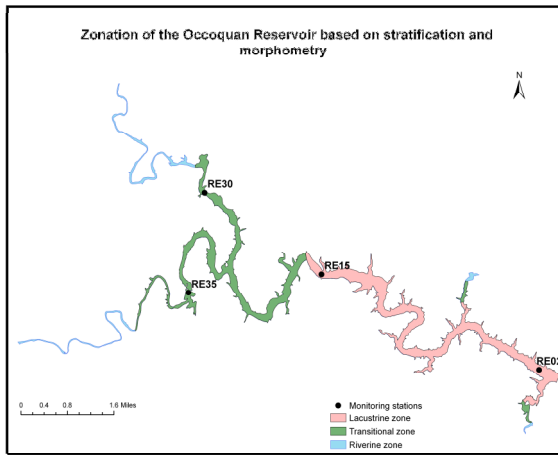 Zonation of the Occoquan Reservoir based on stratification and
morphometry
N
RE30
RE15
RE35
RE02
Monitoring stations
0 0.4 0.8 1.6 Miles
Lacustrine zone
Transitional zone
Riverine zone